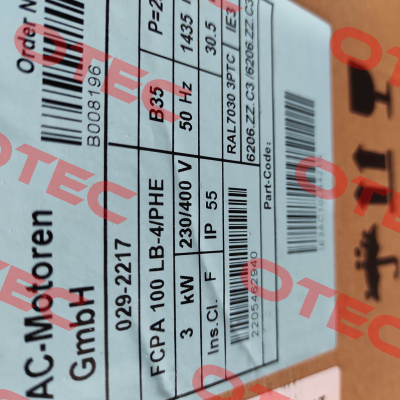 AC-Motoren
GmbH
Order N
B008196
029-2217
FCPA 100 LB-4/PHE B35 P=2
3 kW 230/400 V 50 Hz 1435
Ins.Cl. F IP 55 30.5
RAL7030 3PTC IE3
6206.ZZ.C3 /6206.ZZ.C3
2205462940
Part-Code:
OTEC
OTEC
OTEC
OTEC
OTEC